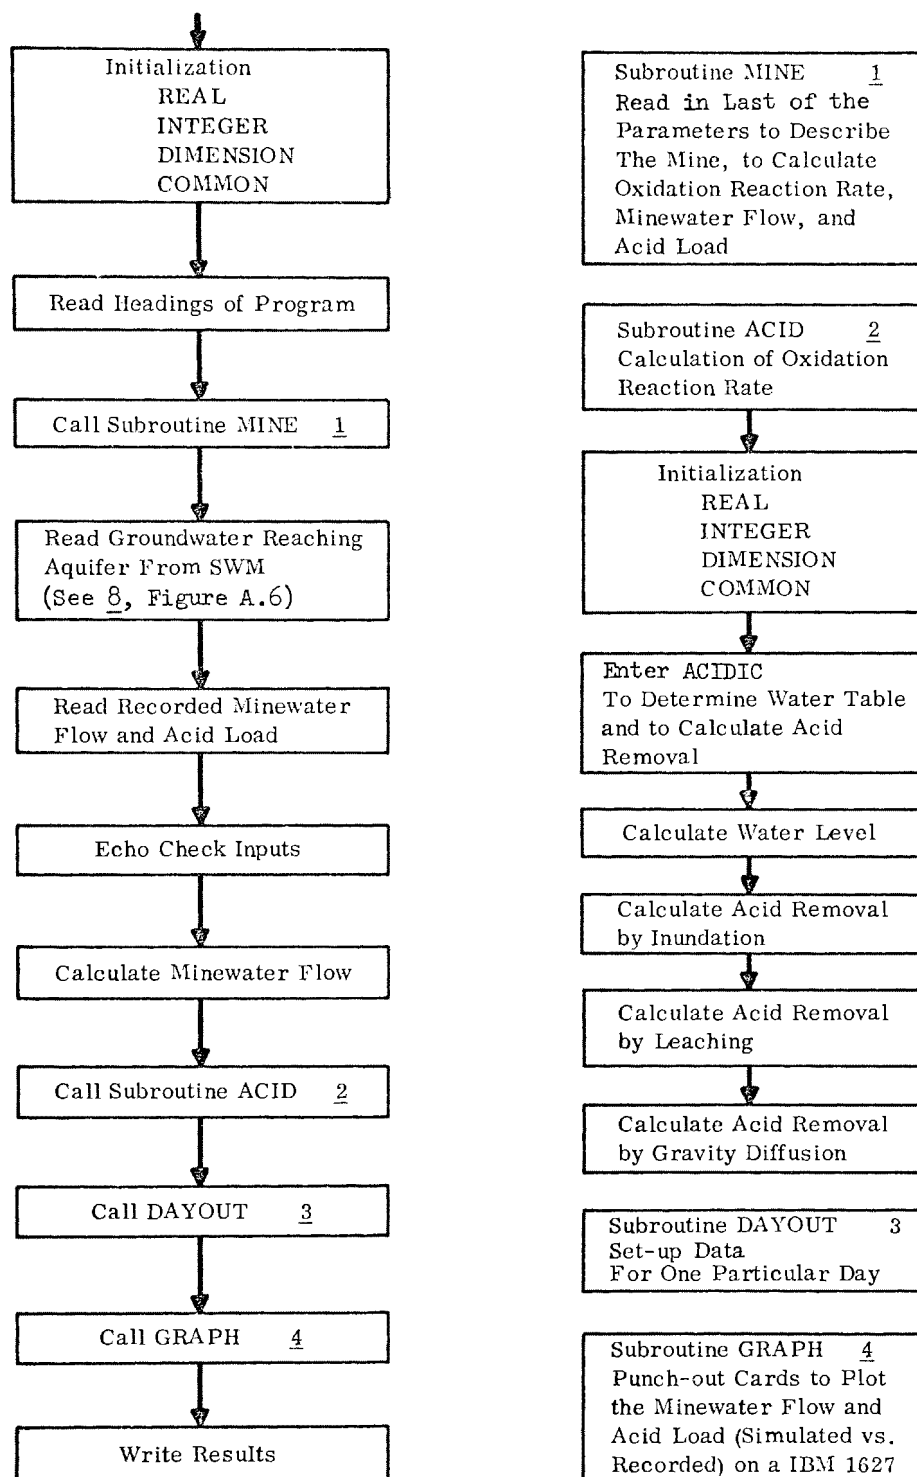 Initialization
REAL
INTEGER
DIMENSION
COMMON
Read Headings of Program
Call Subroutine MINE 1
Read Groundwater Reaching
Aquifer From SWM
(See 8, Figure A.6)
Read Recorded Minewater
Flow and Acid Load
Echo Check Inputs
Calculate Minewater Flow
Call Subroutine ACID 2
Call DAYOUT 3
Call GRAPH 4
Write Results
Subroutine MINE 1
Read in Last of the
Parameters to Describe
The Mine, to Calculate
Oxidation Reaction Rate,
Minewater Flow, and
Acid Load
Subroutine ACID 2
Calculation of Oxidation
Reaction Rate
Initialization
REAL
INTEGER
DIMENSION
COMMON
Enter ACIDIC
To Determine Water Table
and to Calculate Acid
Removal
Calculate Water Level
Calculate Acid Removal
by Inundation
Calculate Acid Removal
by Leaching
Calculate Acid Removal
by Gravity Diffusion
Subroutine DAYOUT 3
Set-up Data
For One Particular Day
Subroutine GRAPH 4
Punch-out Cards to Plot
the Minewater Flow and
Acid Load (Simulated vs.
Recorded) on a IBM 1627